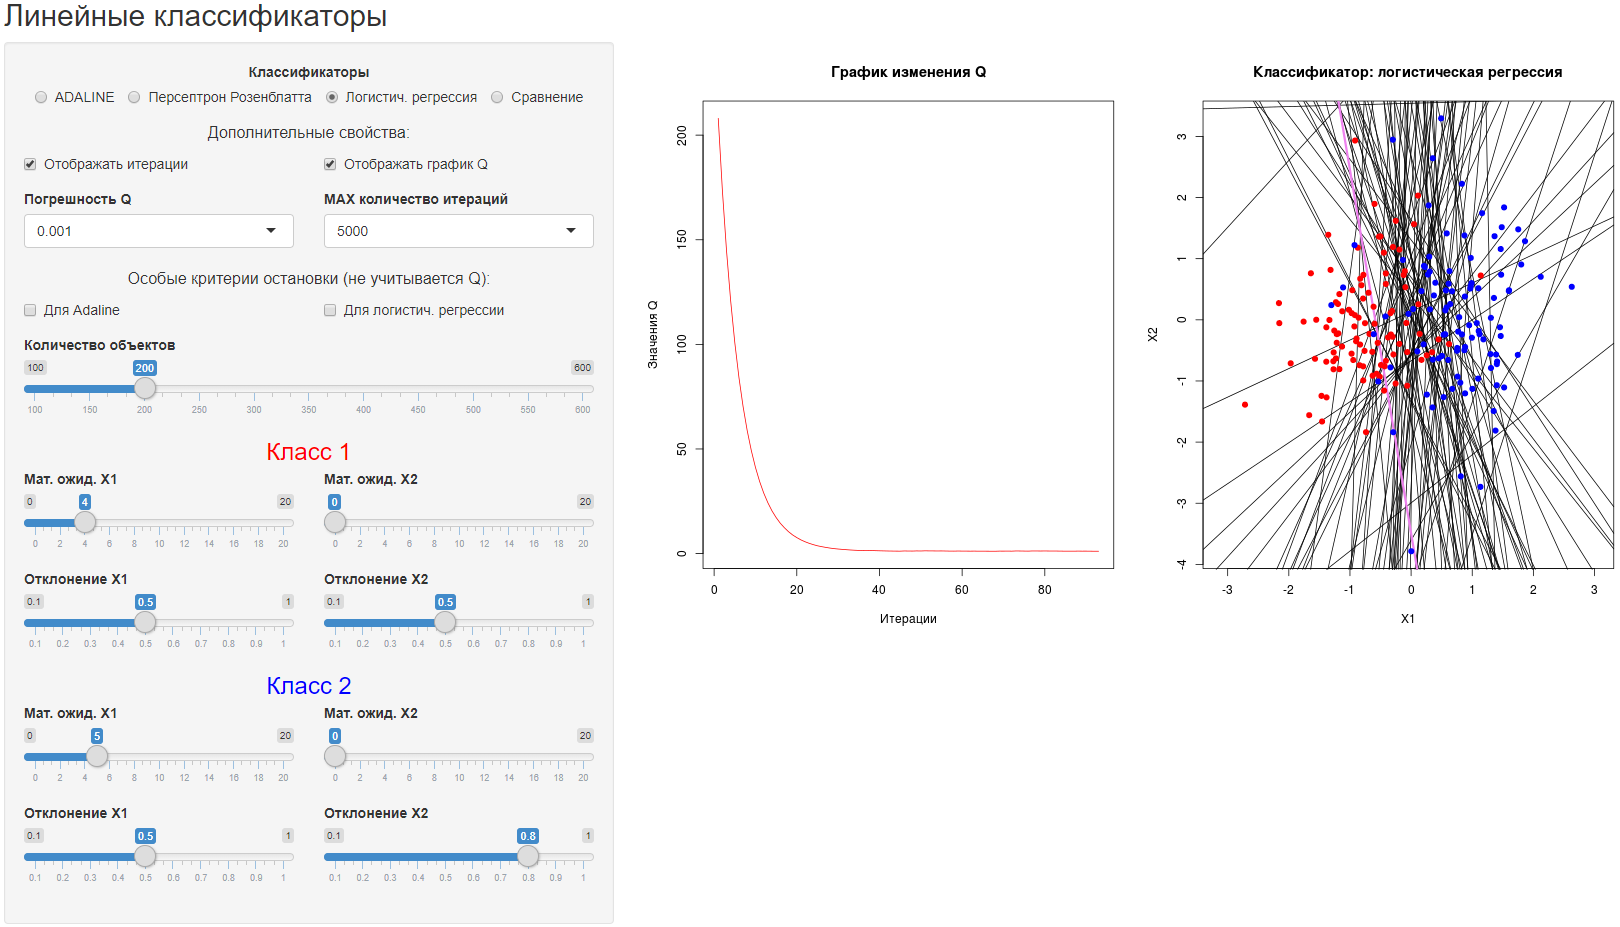 Линейные классификаторы
Классификаторы
ADALINE Персептрон Розенблатта Логистич. регрессия Сравнение
Дополнительные свойства:
Отображать итерации Отображать график Q
Погрешность Q MAX количество итераций
0.001 5000
Особые критерии остановки (не учитывается Q):
Для Adaline Для логистич. регрессии
Количество объектов
100 200 600
100 150 200 250 300 350 400 450 500 550 600
Класс 1
Мат. ожид. X1 Мат. ожид. X2
0 4 20 0 20
0 2 4 6 8 10 12 14 16 18 20 0 2 4 6 8 10 12 14 16 18 20
Отклонение X1 Отклонение X2
0.1 0.5 1 0.1 0.5 1
0.1 0.2 0.3 0.4 0.5 0.6 0.7 0.8 0.9 1 0.1 0.2 0.3 0.4 0.5 0.6 0.7 0.8 0.9 1
Класс 2
Мат. ожид. X1 Мат. ожид. X2
0 5 20 0 20
0 2 4 6 8 10 12 14 16 18 20 0 2 4 6 8 10 12 14 16 18 20
Отклонение X1 Отклонение X2
0.1 0.5 1 0.1 0.8 1
0.1 0.2 0.3 0.4 0.5 0.6 0.7 0.8 0.9 1 0.1 0.2 0.3 0.4 0.5 0.6 0.7 0.8 0.9 1
График изменения Q
Значения Q
200
150
100
50
0
0 20 40 60 80
Итерации
Классификатор: логистическая регрессия
X2
3
2
1
0
-1
-2
-3
-4
-3 -2 -1 0 1 2 3
X1